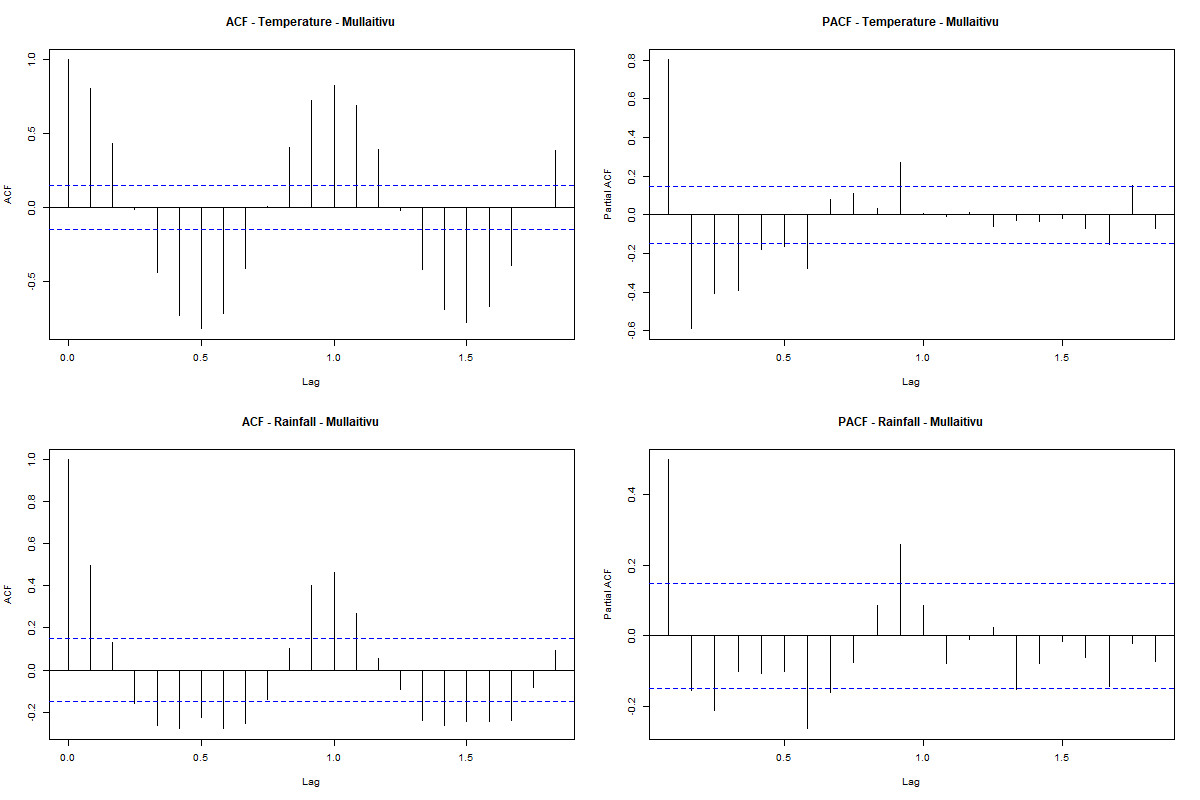 ACF - Temperature - Mullaitivu
ACF
1.0
0.5
0.0
-0.5
0.0 0.5 1.0 1.5
Lag
PACF - Temperature - Mullaitivu
Partial ACF
0.8
0.6
0.4
0.2
0.0
-0.2
-0.4
-0.6
0.5 1.0 1.5
Lag
ACF - Rainfall - Mullaitivu
ACF
1.0
0.8
0.6
0.4
0.2
0.0
-0.2
0.0 0.5 1.0 1.5
Lag
PACF - Rainfall - Mullaitivu
Partial ACF
0.4
0.2
0.0
-0.2
0.5 1.0 1.5
Lag